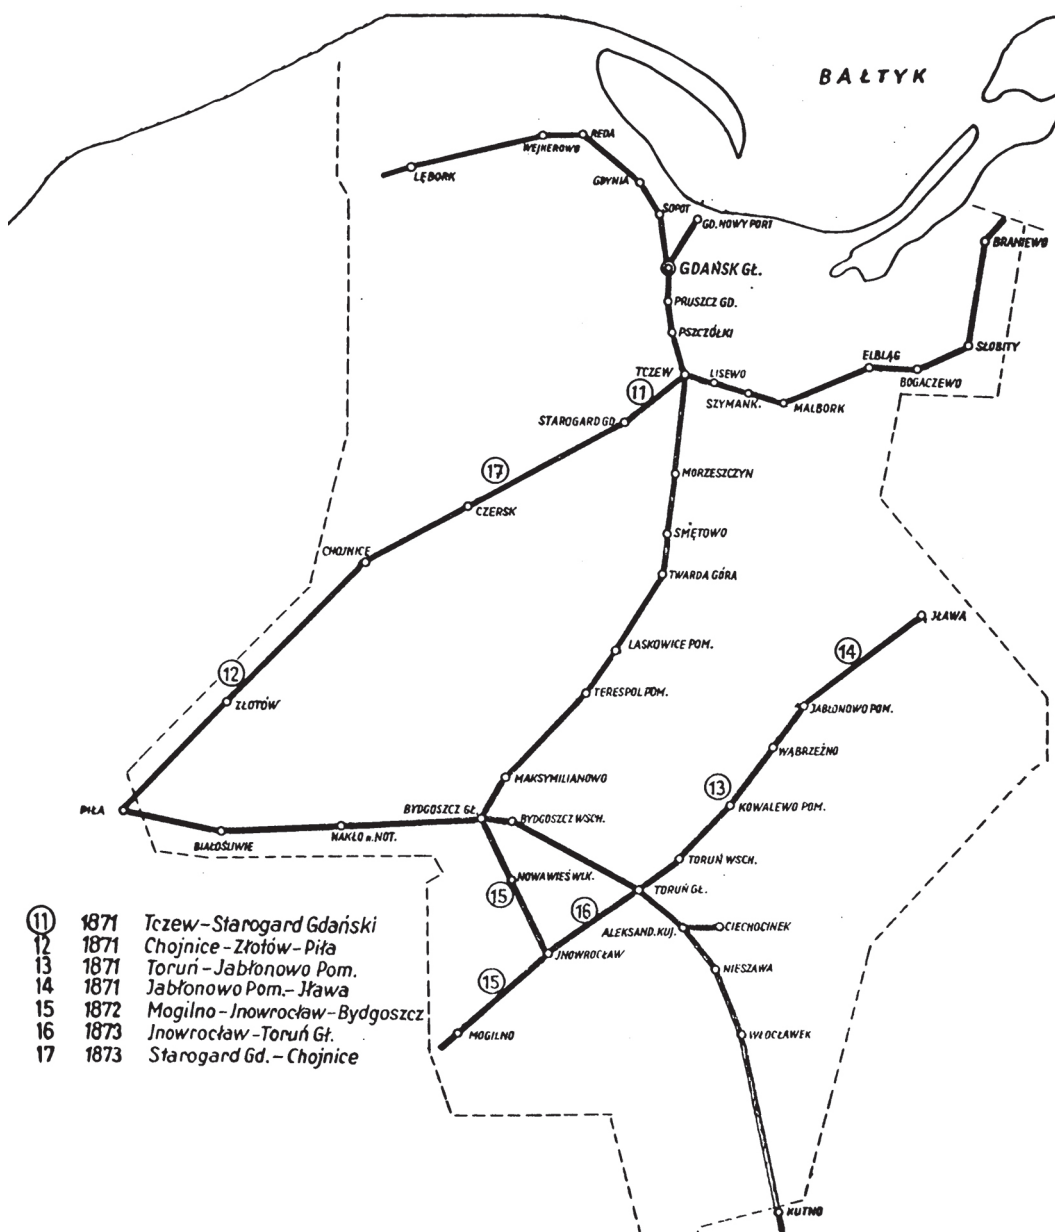 BAŁTYK
REDA
WEJHEROWO
LĘBORK
GDYNIA
SOPOT
GD. NOWY PORT
GDAŃSK GŁ.
BRANIEWO
PRUSZCZ GD.
PSZCZÓŁKI
SŁOBITY
ELBLĄG
TCZEW
LISEWO
BOGACZEWO
11
SZYMANK.
MALBORK
STAROGARD GD.
17
MORZESZCZYN
CZERSK
SMĘTOWO
CHOJNICE
TWARDA GÓRA
JŁAWA
LASKOWICE POM.
14
12
ZŁOTÓW
TERESPOL POM.
JABŁONOWO POM.
WĄBRZEŹNO
MAKSYMILIANOWO
13
PIŁA
BYDGOSZCZ GŁ.
BYDGOSZCZ WSCH.
KOWALEWO POM.
NAKŁO n. NOT.
BIAŁOŚLIWIE
TORUŃ WSCH.
NOWAWIEŚ WLK.
TORUŃ GŁ.
15
16
ALEKSAND. KUJ.
CIECHOCINEK
JNOWROCŁAW
NIESZAWA
15
MOGILNO
WŁOCŁAWEK
KUTNO
11 1871 Tczew-Starogard Gdański
12 1871 Chojnice-Złotów-Piła
13 1871 Toruń-Jabłonowo Pom.
14 1871 Jabłonowo Pom.-Jława
15 1872 Mogilno-Jnowrocław-Bydgoszcz
16 1873 Jnowrocław-Toruń Gł.
17 1873 Starogard Gd.-Chojnice